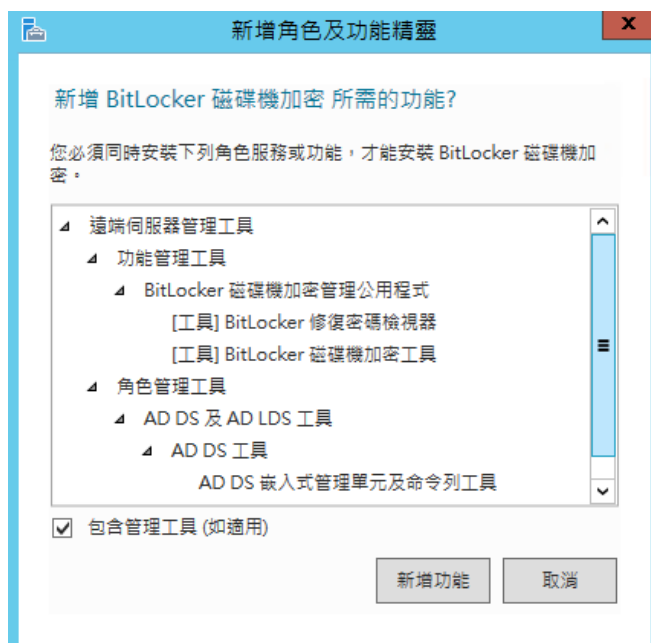 新增角色及功能精靈
x
新增 BitLocker 磁碟機加密 所需的功能?
您必須同時安裝下列角色服務或功能，才能安裝 BitLocker 磁碟機加
密。
遠端伺服器管理工具
功能管理工具
BitLocker 磁碟機加密管理公用程式
[工具] BitLocker 修復密碼檢視器
[工具] BitLocker 磁碟機加密工具
角色管理工具
AD DS 及 AD LDS 工具
AD DS 工具
AD DS 嵌入式管理單元及命令列工具
包含管理工具 (如適用)
新增功能
取消